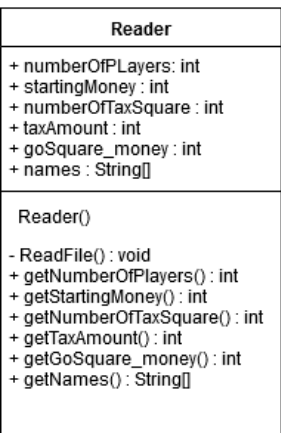 Reader
+ numberOfPLayers: int
+ startingMoney : int
+ numberOfTaxSquare : int
+ taxAmount : int
+ goSquare_money : int
+ names : String[]
Reader()
- ReadFile() : void
+ getNumberOfPlayers() : int
+ getStartingMoney() : int
+ getNumberOfTaxSquare() : int
+ getTaxAmount() : int
+ getGoSquare_money() : int
+ getNames() : String[]